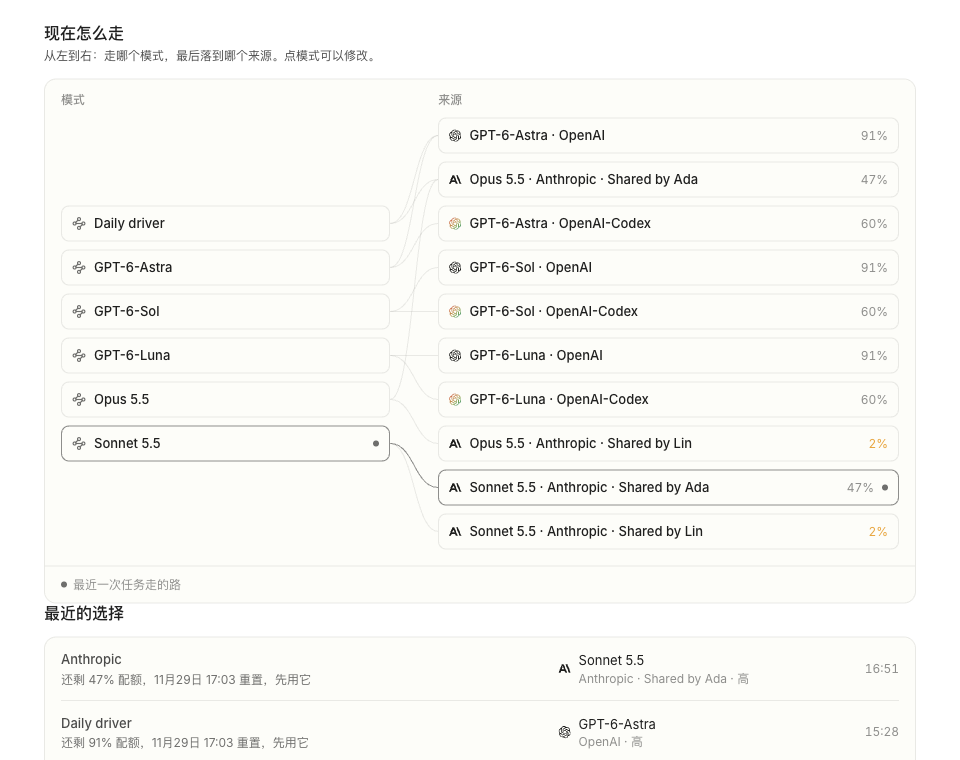 现在怎么走
从左到右：走哪个模式，最后落到哪个来源。点模式可以修改。
模式
来源
GPT-6-Astra · OpenAI 91%
Opus 5.5 · Anthropic · Shared by Ada 47%
Daily driver
GPT-6-Astra · OpenAI-Codex 60%
GPT-6-Astra
GPT-6-Sol · OpenAI 91%
GPT-6-Sol
GPT-6-Sol · OpenAI-Codex 60%
GPT-6-Luna
GPT-6-Luna · OpenAI 91%
Opus 5.5
GPT-6-Luna · OpenAI-Codex 60%
Sonnet 5.5
Opus 5.5 · Anthropic · Shared by Lin 2%
Sonnet 5.5 · Anthropic · Shared by Ada 47%
Sonnet 5.5 · Anthropic · Shared by Lin 2%
最近一次任务走的路
最近的选择
Anthropic
还剩 47% 配额，11月29日 17:03 重置，先用它
Sonnet 5.5
Anthropic · Shared by Ada · 高
16:51
Daily driver
还剩 91% 配额，11月29日 17:03 重置，先用它
GPT-6-Astra
OpenAI · 高
15:28